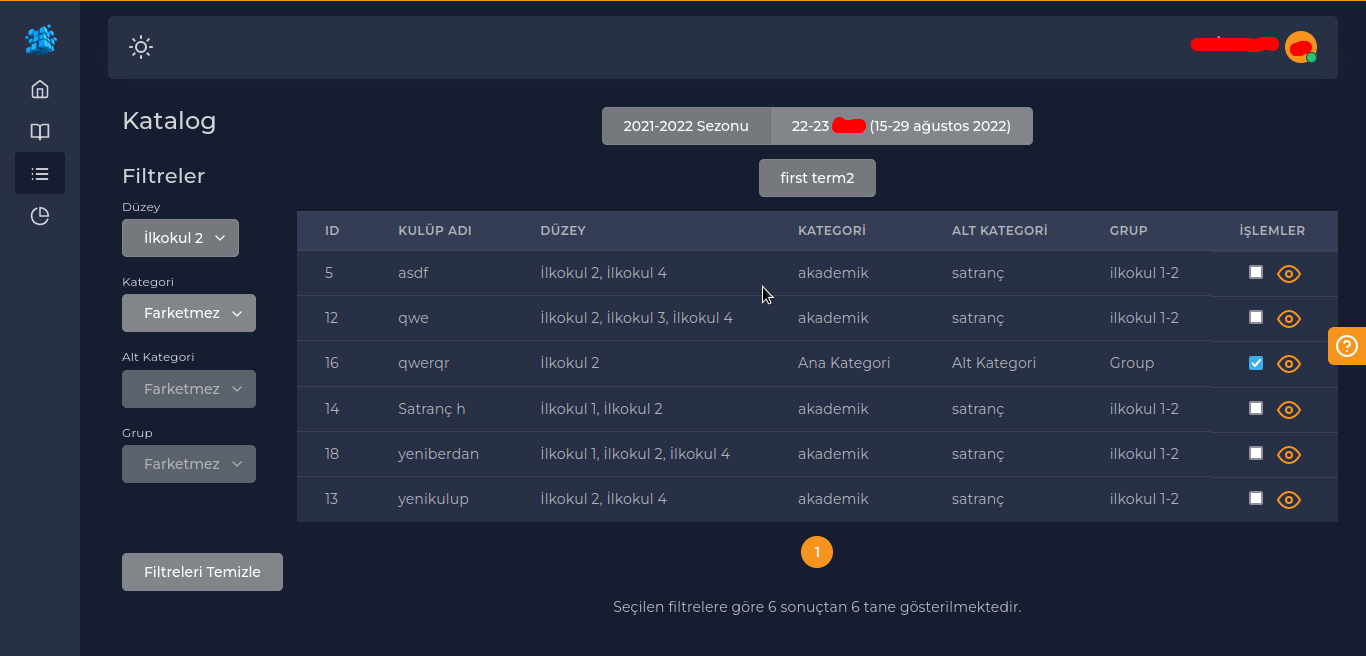 Katalog
2021-2022 Sezonu
22-23 (15-29 ağustos 2022)
first term2
Filtreler
Düzey
İlkokul 2
Kategori
Farketmez
Alt Kategori
Farketmez
Grup
Farketmez
Filtreleri Temizle
ID KULÜP ADI DÜZEY KATEGORİ ALT KATEGORİ GRUP İŞLEMLER
5 asdf İlkokul 2, İlkokul 4 akademik satranç ilkokul 1-2
12 qwe İlkokul 2, İlkokul 3, İlkokul 4 akademik satranç ilkokul 1-2
16 qwerqr İlkokul 2 Ana Kategori Alt Kategori Group
14 Satranç h İlkokul 1, İlkokul 2 akademik satranç ilkokul 1-2
18 yeniberdan İlkokul 1, İlkokul 2, İlkokul 4 akademik satranç ilkokul 1-2
13 yenikulup İlkokul 2, İlkokul 4 akademik satranç ilkokul 1-2
1
Seçilen filtrelere göre 6 sonuçtan 6 tane gösterilmektedir.